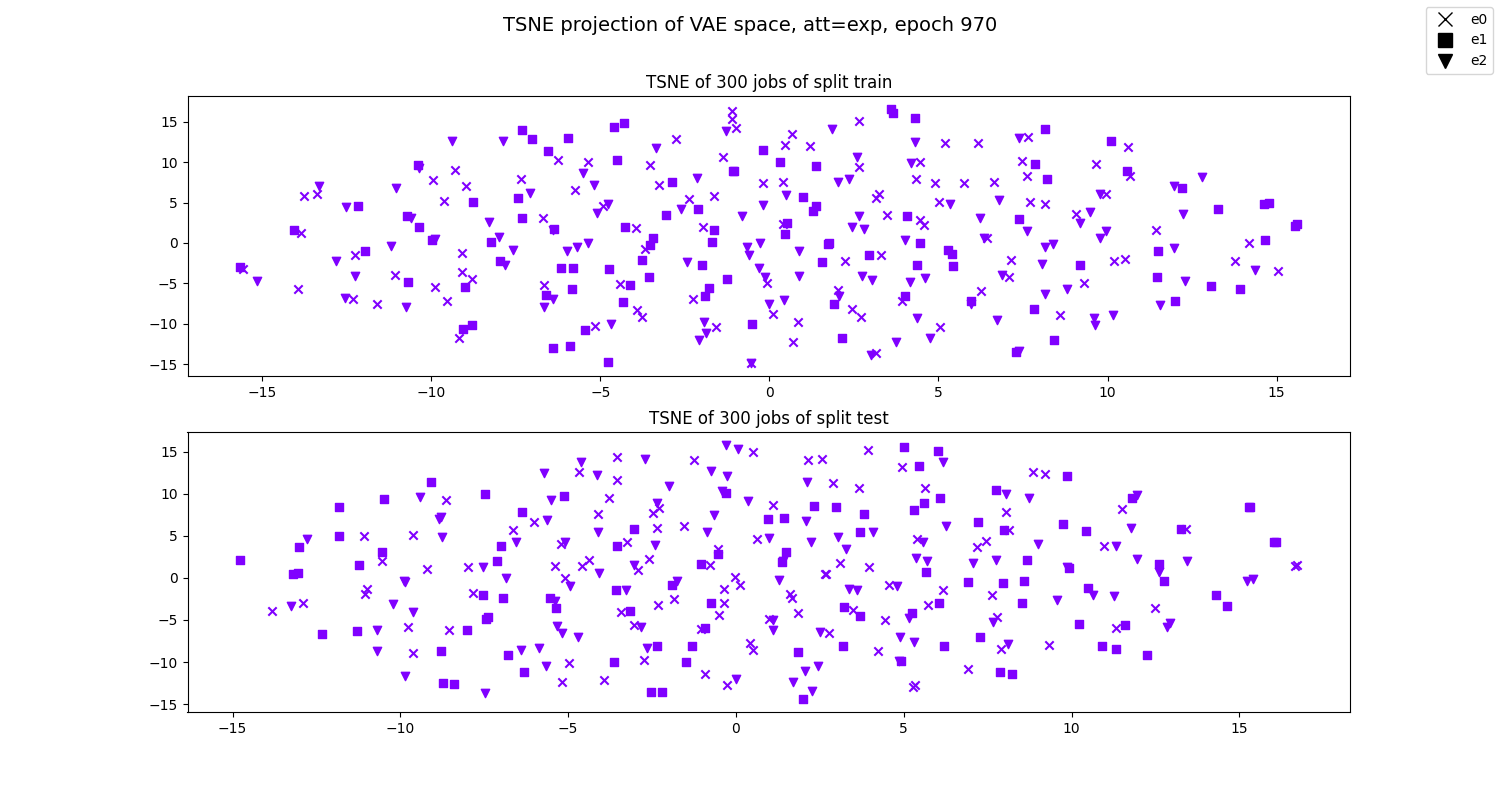 TSNE projection of VAE space, att=exp, epoch 970
e0
e1
e2
TSNE of 300 jobs of split train
15
10
5
0
−5
−10
−15
−15 −10 −5 0 5 10 15
TSNE of 300 jobs of split test
15
10
5
0
−5
−10
−15
−15 −10 −5 0 5 10 15